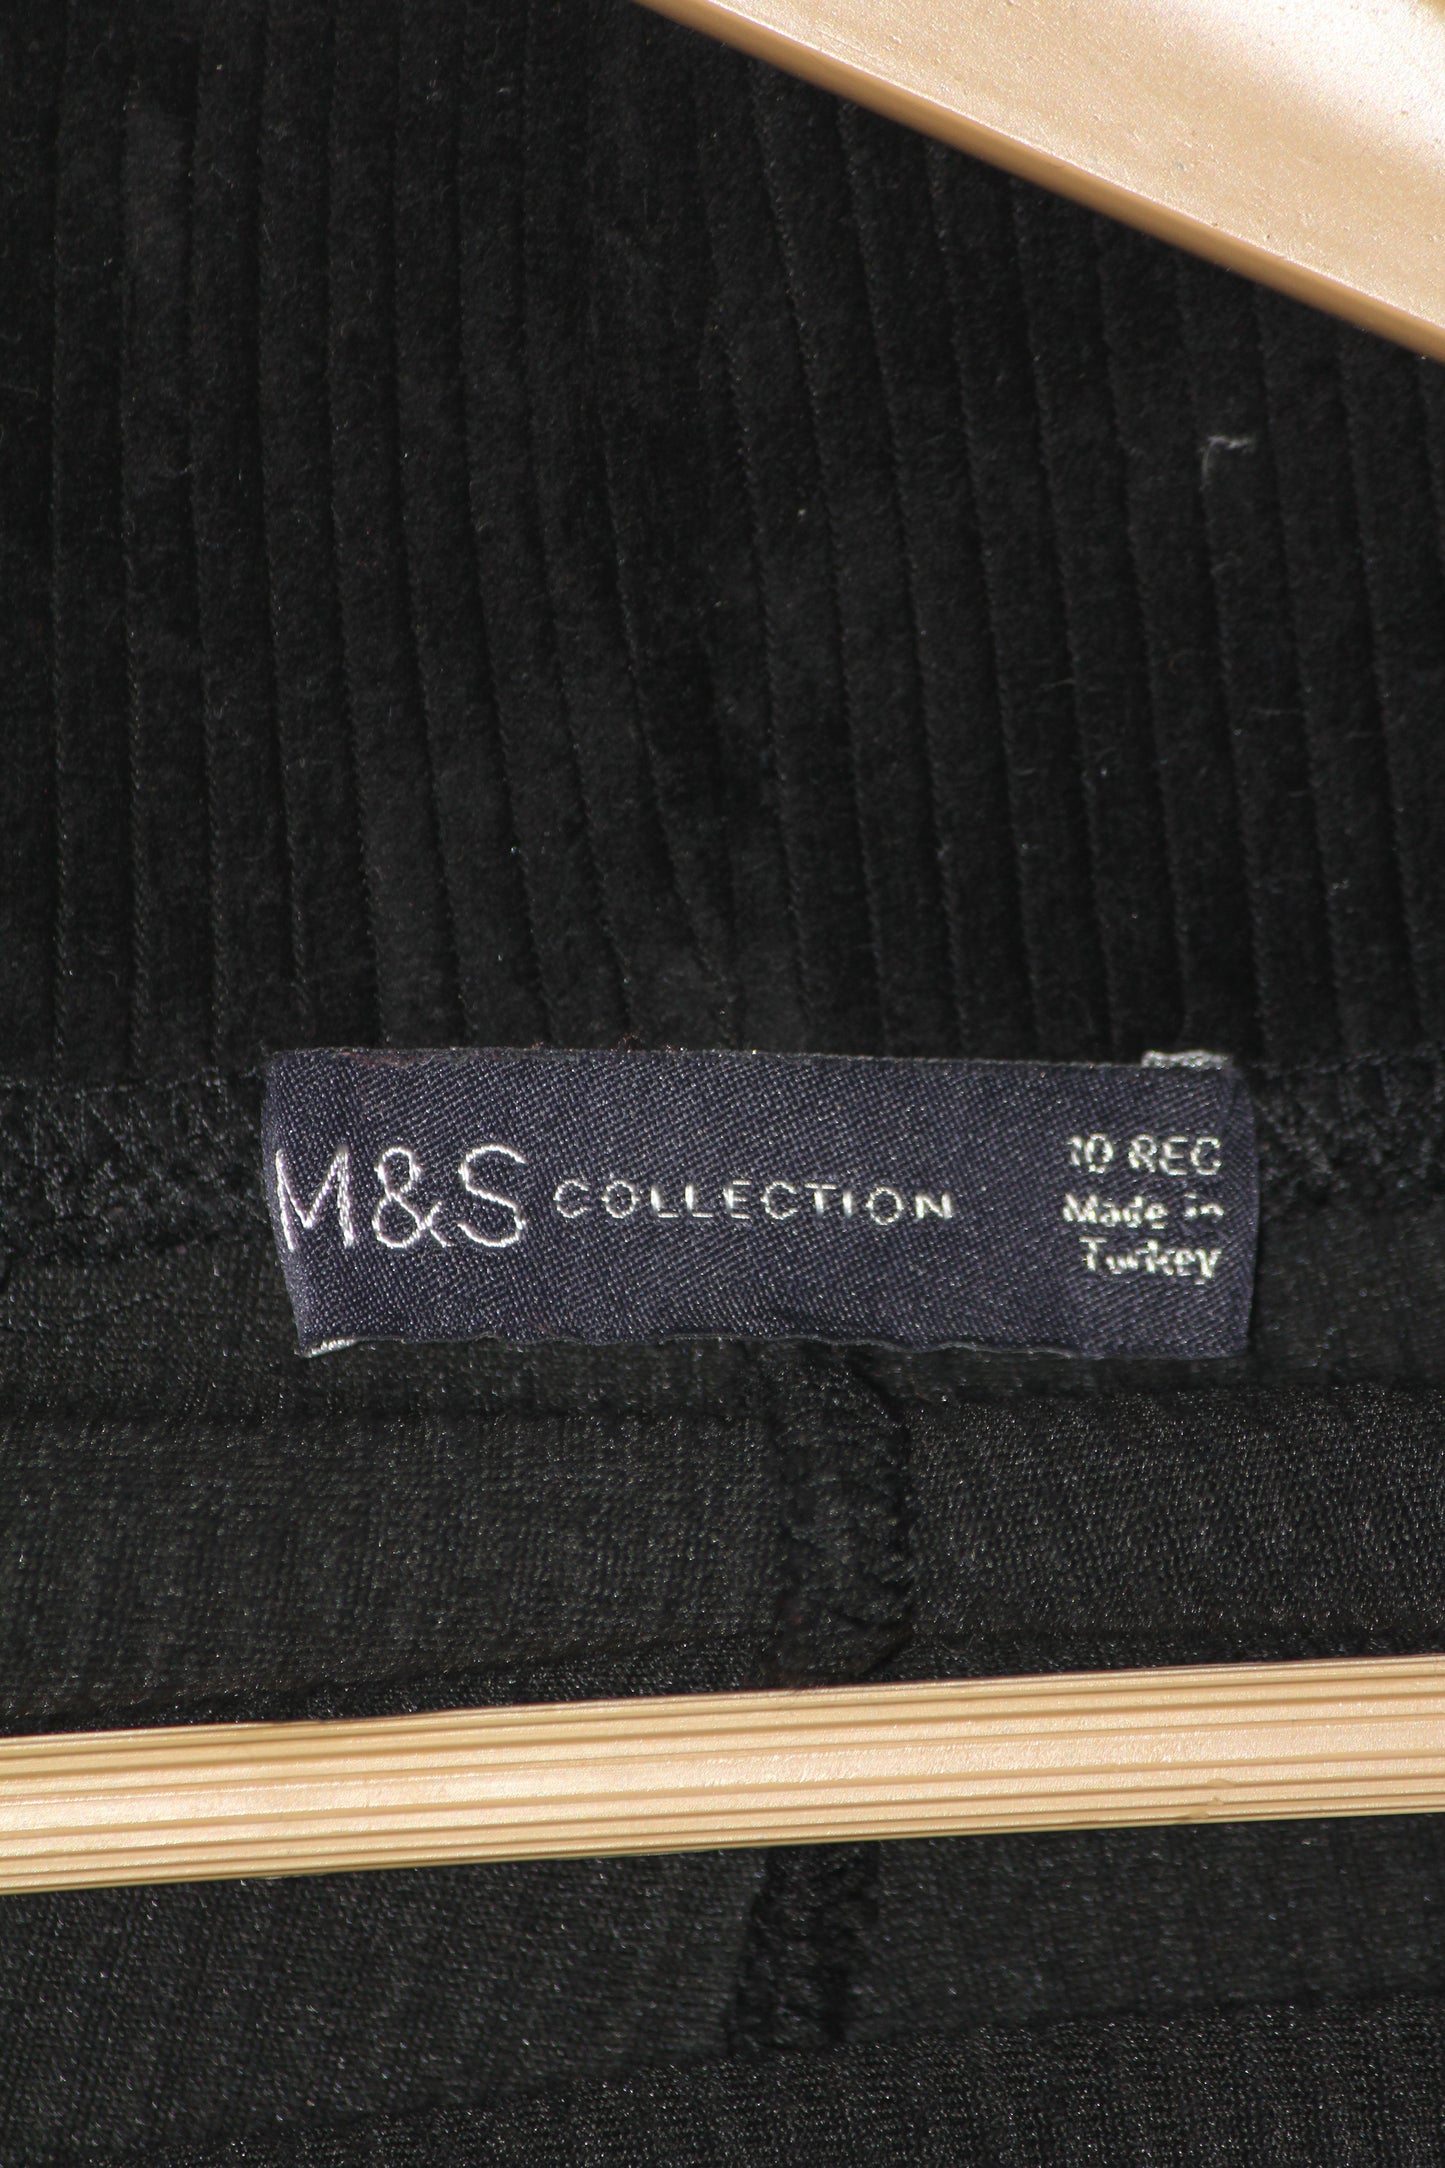 M&S COLLECTION
10 REG
Made in
Turkey